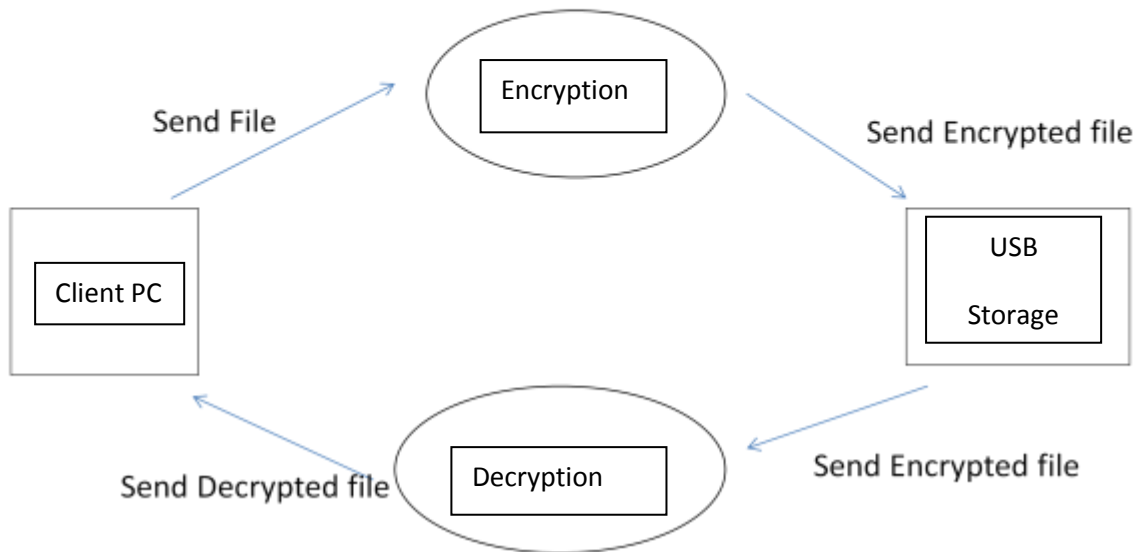 Encryption
Send File
Send Encrypted file
Client PC
USB
Storage
Send Decrypted file
Decryption
Send Encrypted file